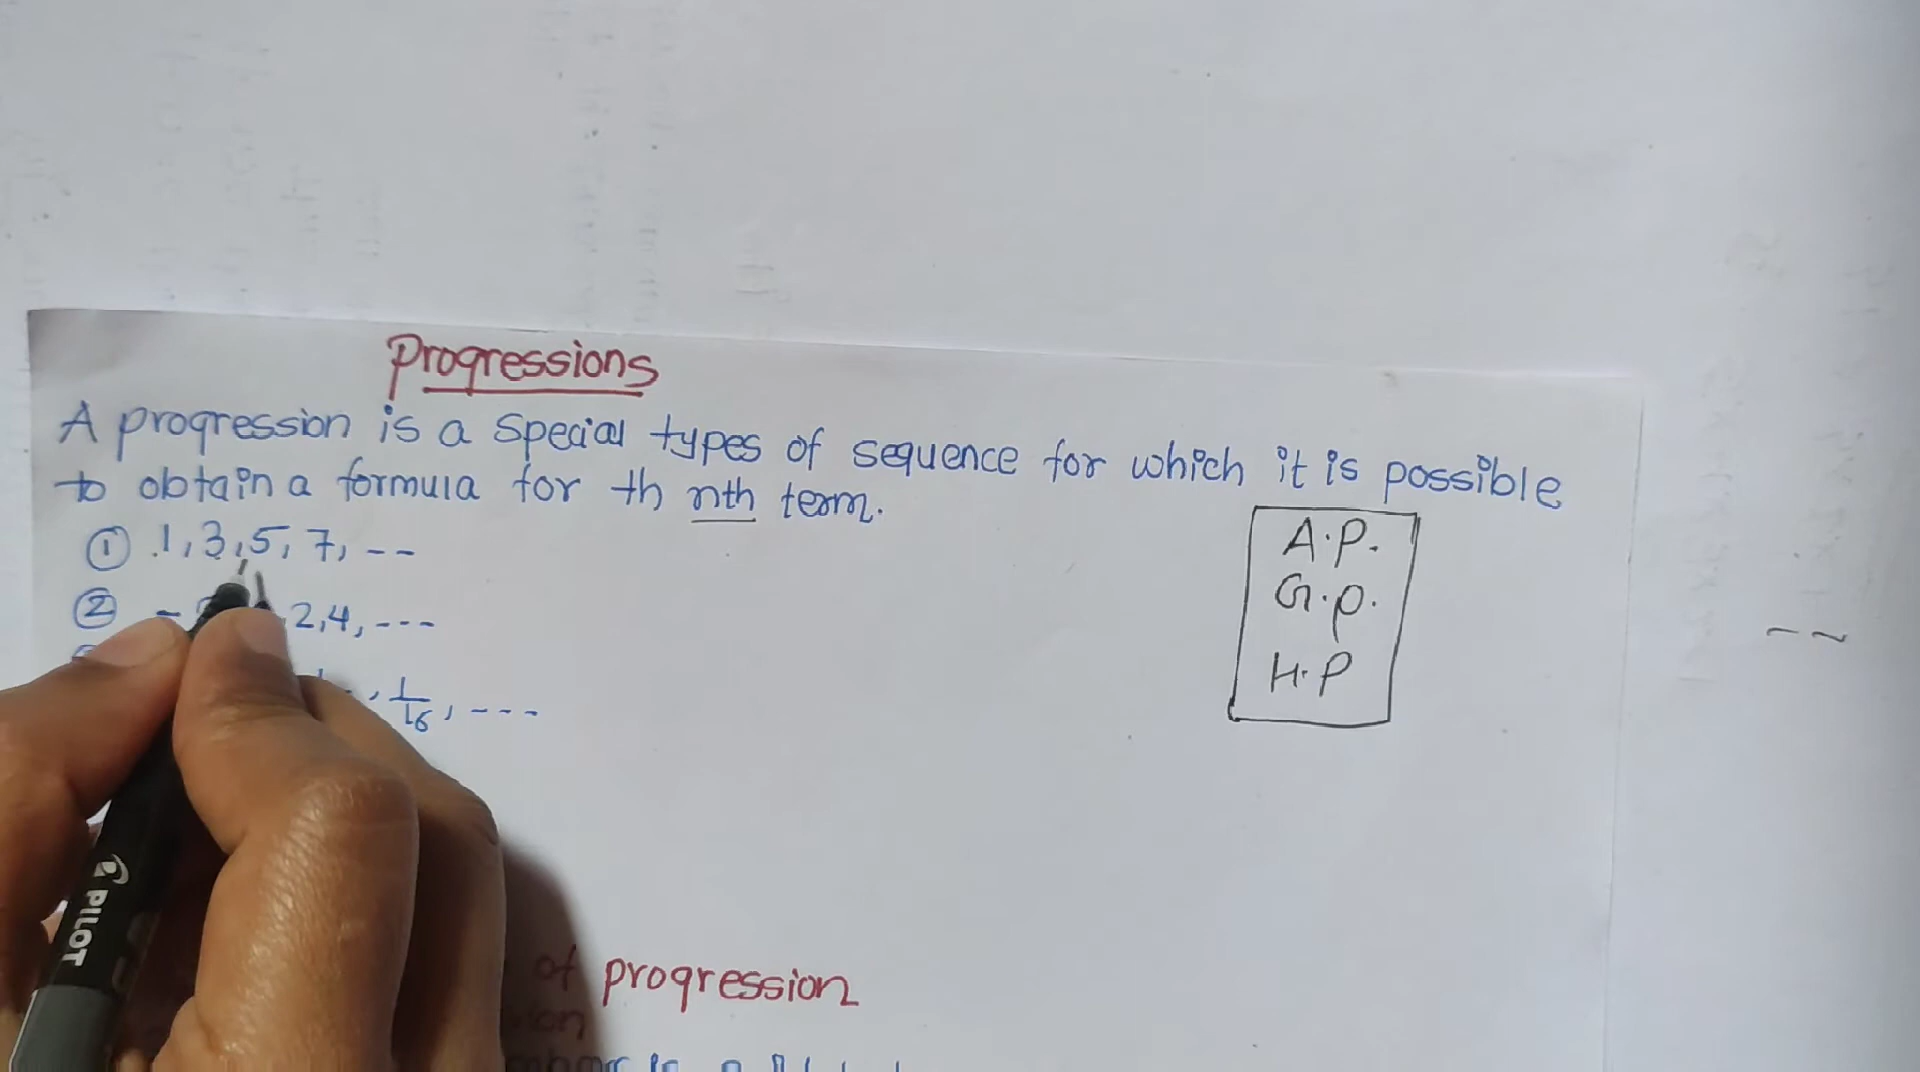 Progressions
A progression is a special types of sequence for which it is possible
to obtain a formula for th nth term.
① 1, 3, 5, 7, --
A.P.
G.P.
H.P
② - 2,4, ---
, 1/16, ---
of progression
PILOT